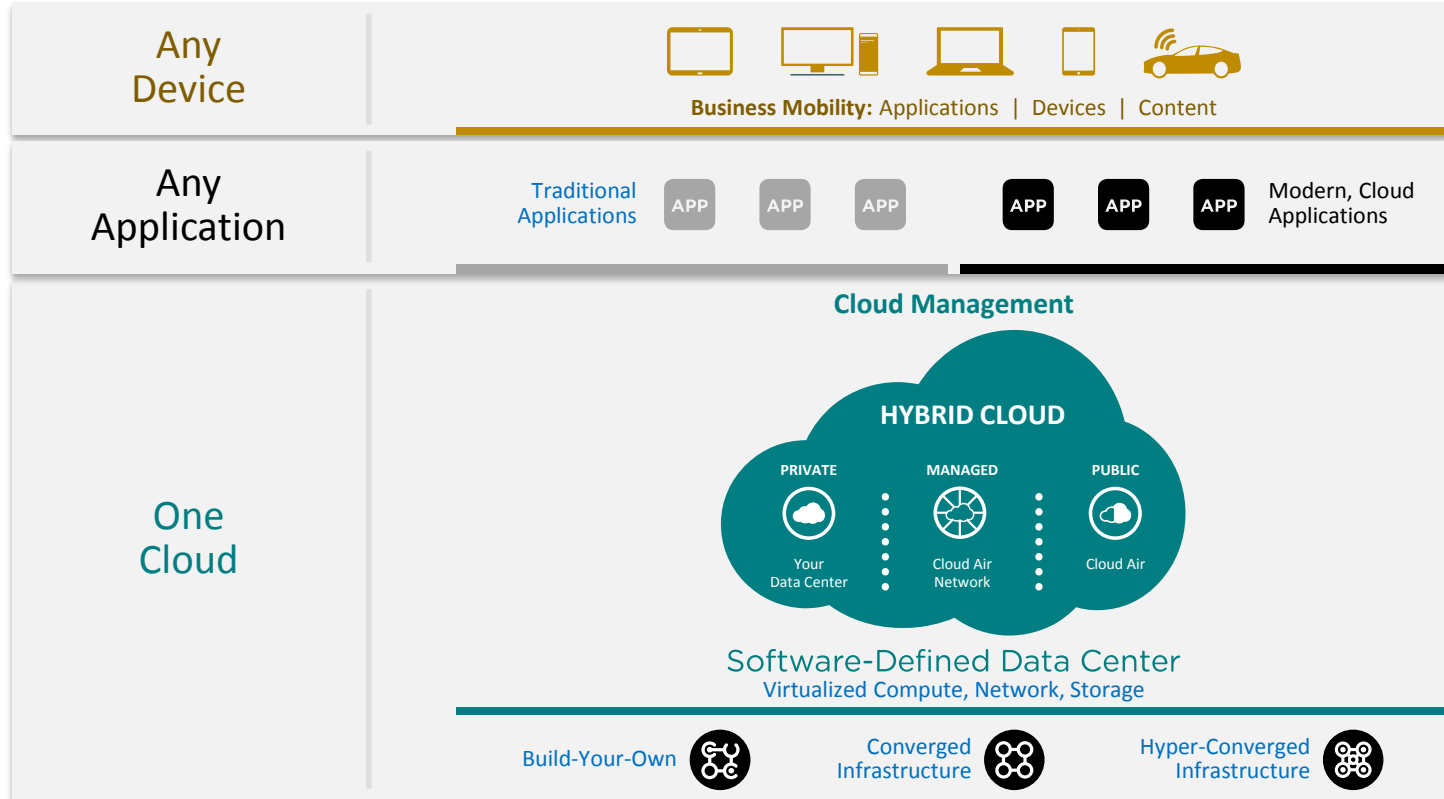 Any
Device
Business Mobility: Applications | Devices | Content
Any
Application
Traditional
Applications
APP
APP
APP
APP
APP
APP
Modern, Cloud
Applications
One
Cloud
Cloud Management
HYBRID CLOUD
PRIVATE
MANAGED
PUBLIC
Your
Data Center
Cloud Air
Network
Cloud Air
Software-Defined Data Center
Virtualized Compute, Network, Storage
Build-Your-Own
Converged
Infrastructure
Hyper-Converged
Infrastructure